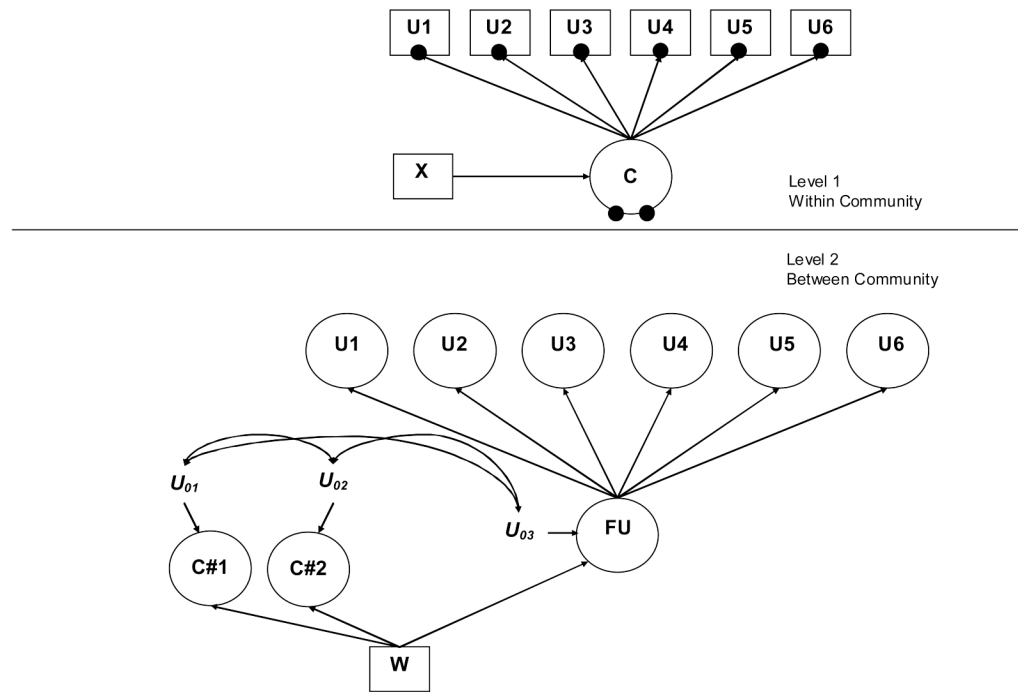 U1 U2 U3 U4 U5 U6
X
C
Level 1
Within Community
Level 2
Between Community
U1 U2 U3 U4 U5 U6
U01
U02
U03
FU
C#1
C#2
W